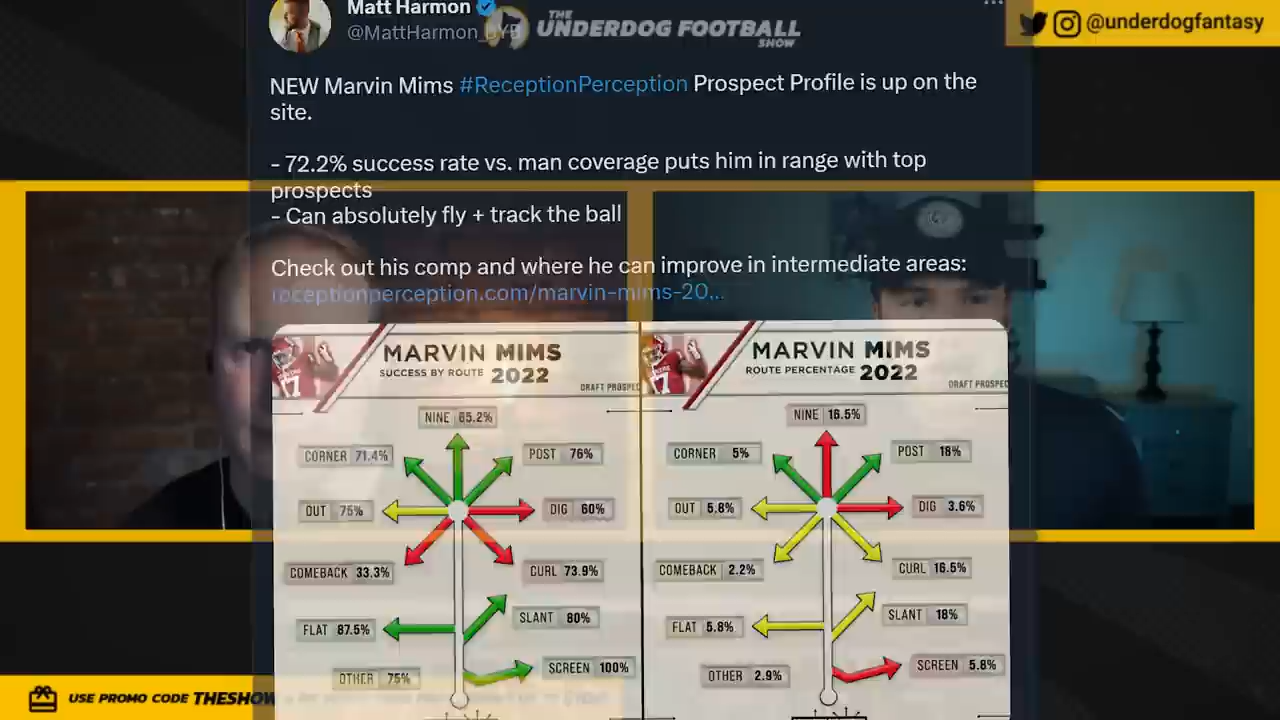 Matt Harmon
THE
UNDERDOG FOOTBALL
SHOW
@underdogfantasy
NEW Marvin Mims #ReceptionPerception Prospect Profile is up on the
site.
- 72.2% success rate vs. man coverage puts him in range with top
prospects
- Can absolutely fly + track the ball
Check out his comp and where he can improve in intermediate areas:
receptionperception.com/marvin-mims-20...
MARVIN MIMS
SUCCESS BY ROUTE 2022
DRAFT PROSPEC
NINE 65.2%
CORNER 71.4%
POST 76%
OUT 75%
DIG 60%
COMEBACK 33.3%
CURL 73.9%
FLAT 87.5%
SLANT 80%
OTHER 75%
SCREEN 100%
MARVIN MIMS
ROUTE PERCENTAGE 2022
DRAFT PROSPEC
NINE 16.5%
CORNER 5%
POST 18%
OUT 5.8%
DIG 3.6%
COMEBACK 2.2%
CURL 16.5%
FLAT 5.8%
SLANT 18%
OTHER 2.9%
SCREEN 5.8%
USE PROMO CODE THESHOW